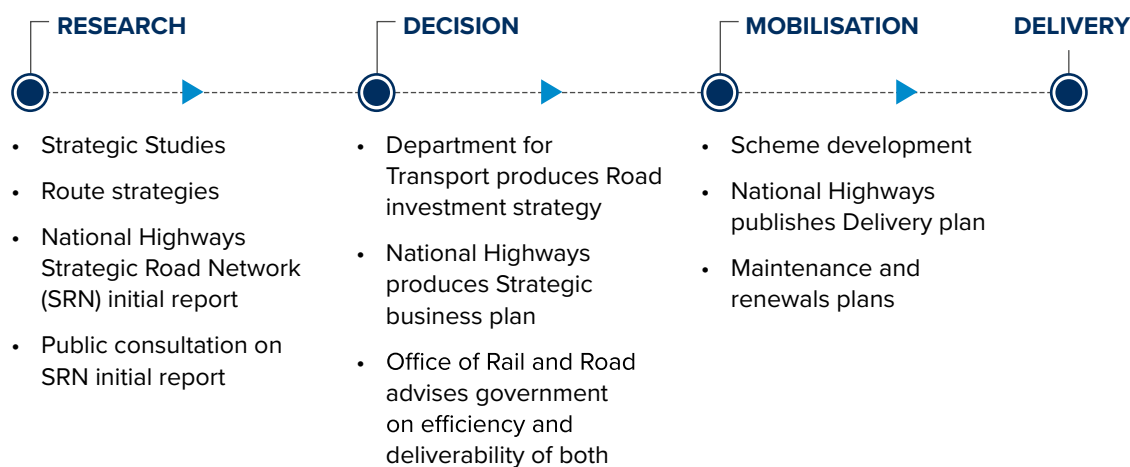 RESEARCH
• Strategic Studies
• Route strategies
• National Highways
Strategic Road Network
(SRN) initial report
• Public consultation on
SRN initial report
DECISION
• Department for
Transport produces Road
investment strategy
• National Highways
produces Strategic
business plan
• Office of Rail and Road
advises government
on efficiency and
deliverability of both
MOBILISATION
• Scheme development
• National Highways
publishes Delivery plan
• Maintenance and
renewals plans
DELIVERY